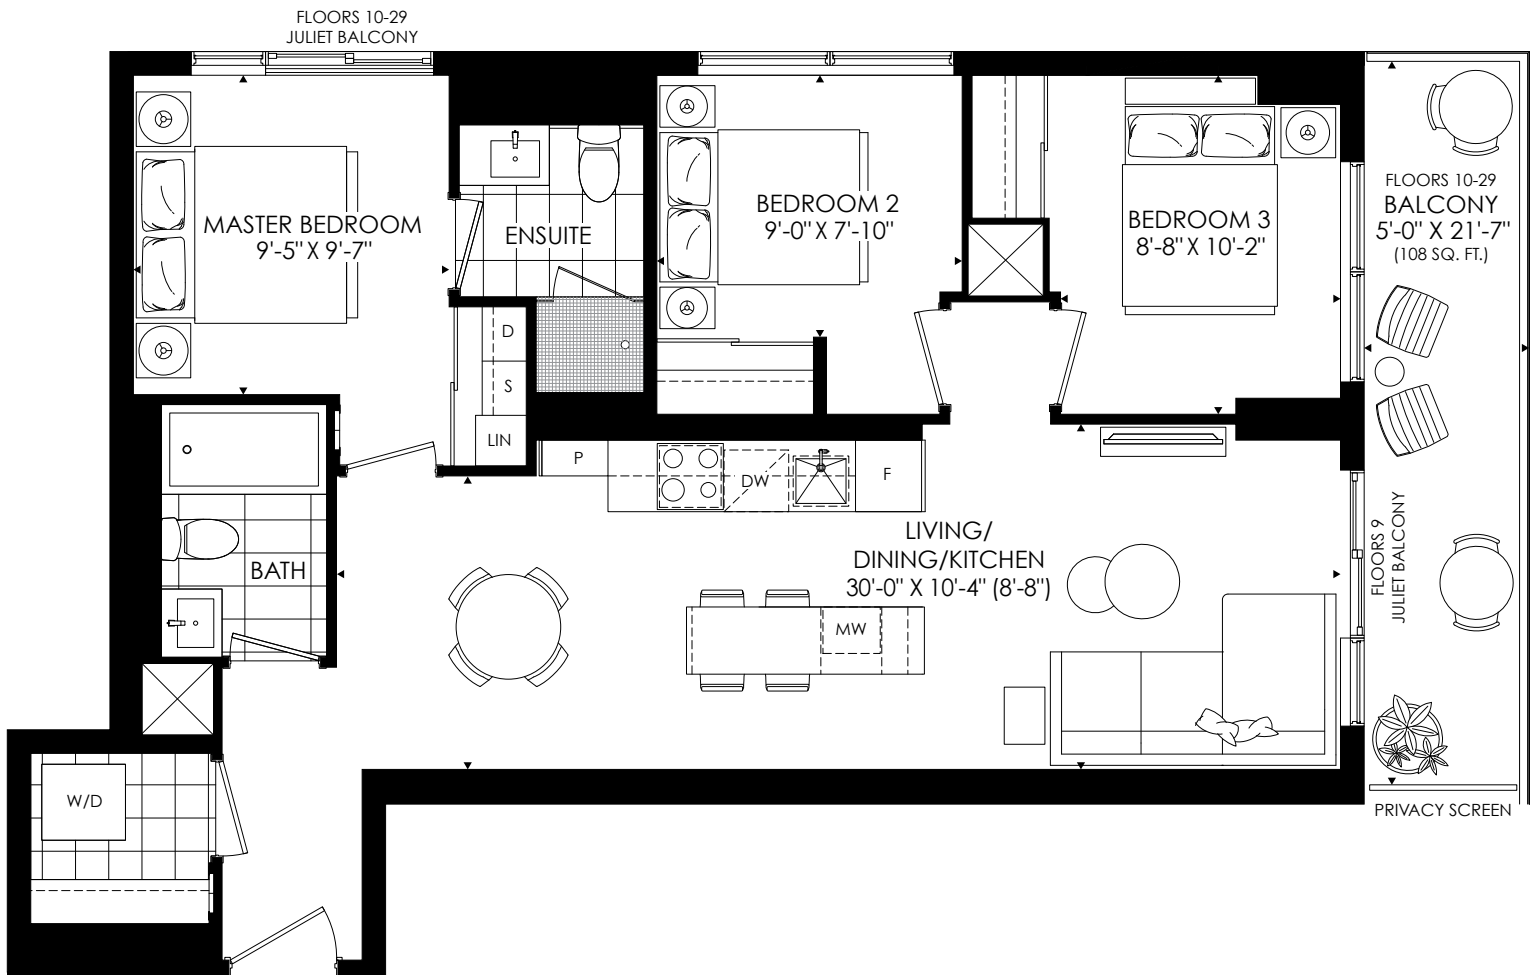 FLOORS 10-29
JULIET BALCONY
MASTER BEDROOM
9'-5" X 9'-7"
ENSUITE
BEDROOM 2
9'-0" X 7'-10"
BEDROOM 3
8'-8" X 10'-2"
FLOORS 10-29
BALCONY
5'-0" X 21'-7"
(108 SQ. FT.)
D
S
LIN
P
DW
F
LIVING/
DINING/KITCHEN
30'-0" X 10'-4" (8'-8")
FLOORS 9
JULIET BALCONY
BATH
MW
W/D
PRIVACY SCREEN